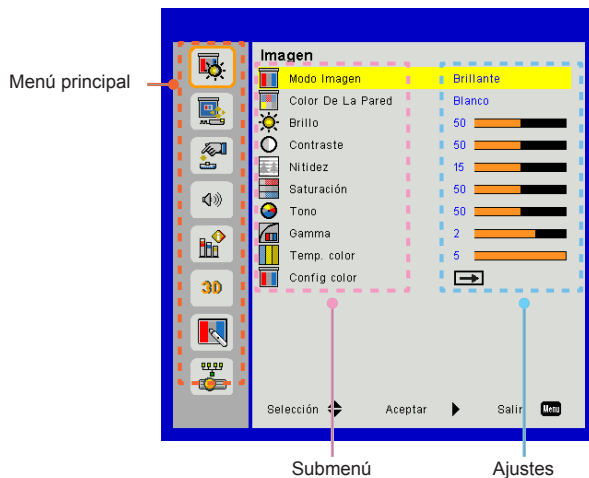 Imagen
Menú principal
Modo Imagen Brillante
Color De La Pared Blanco
Brillo 50
Contraste 50
Nitidez 15
Saturación 50
Tono 50
Gamma 2
Temp. color 5
Config color
3D
Selección Aceptar Salir Menu
Submenú Ajustes